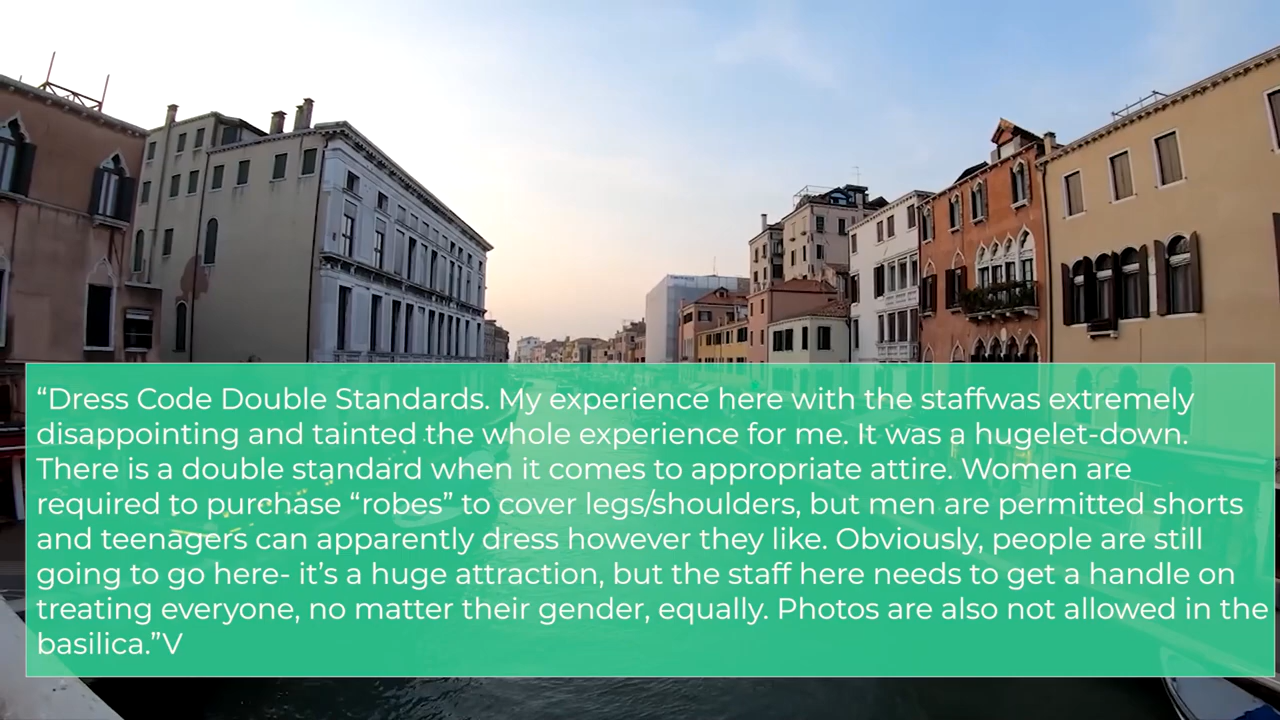 “Dress Code Double Standards. My experience here with the staffwas extremely
disappointing and tainted the whole experience for me. It was a hugelet-down.
There is a double standard when it comes to appropriate attire. Women are
required to purchase “robes” to cover legs/shoulders, but men are permitted shorts
and teenagers can apparently dress however they like. Obviously, people are still
going to go here- it’s a huge attraction, but the staff here needs to get a handle on
treating everyone, no matter their gender, equally. Photos are also not allowed in the
basilica.”V